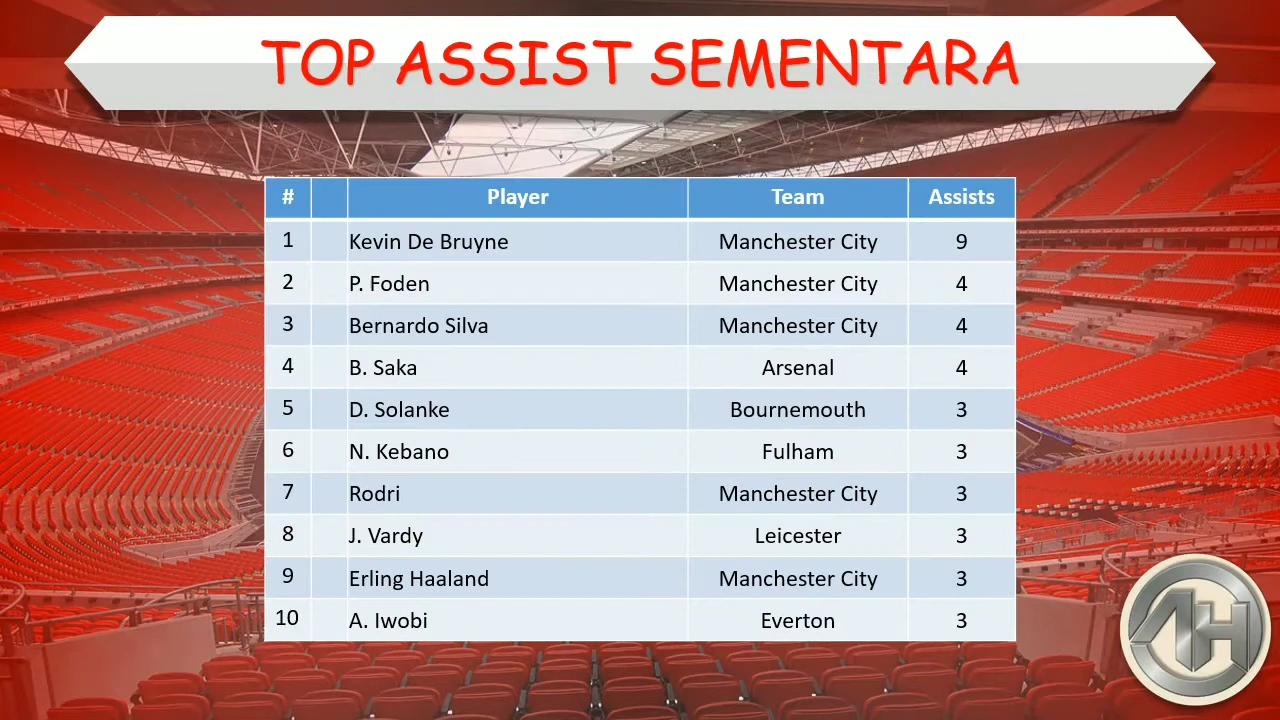 TOP ASSIST SEMENTARA
# Player Team Assists
1 Kevin De Bruyne Manchester City 9
2 P. Foden Manchester City 4
3 Bernardo Silva Manchester City 4
4 B. Saka Arsenal 4
5 D. Solanke Bournemouth 3
6 N. Kebano Fulham 3
7 Rodri Manchester City 3
8 J. Vardy Leicester 3
9 Erling Haaland Manchester City 3
10 A. Iwobi Everton 3
AH